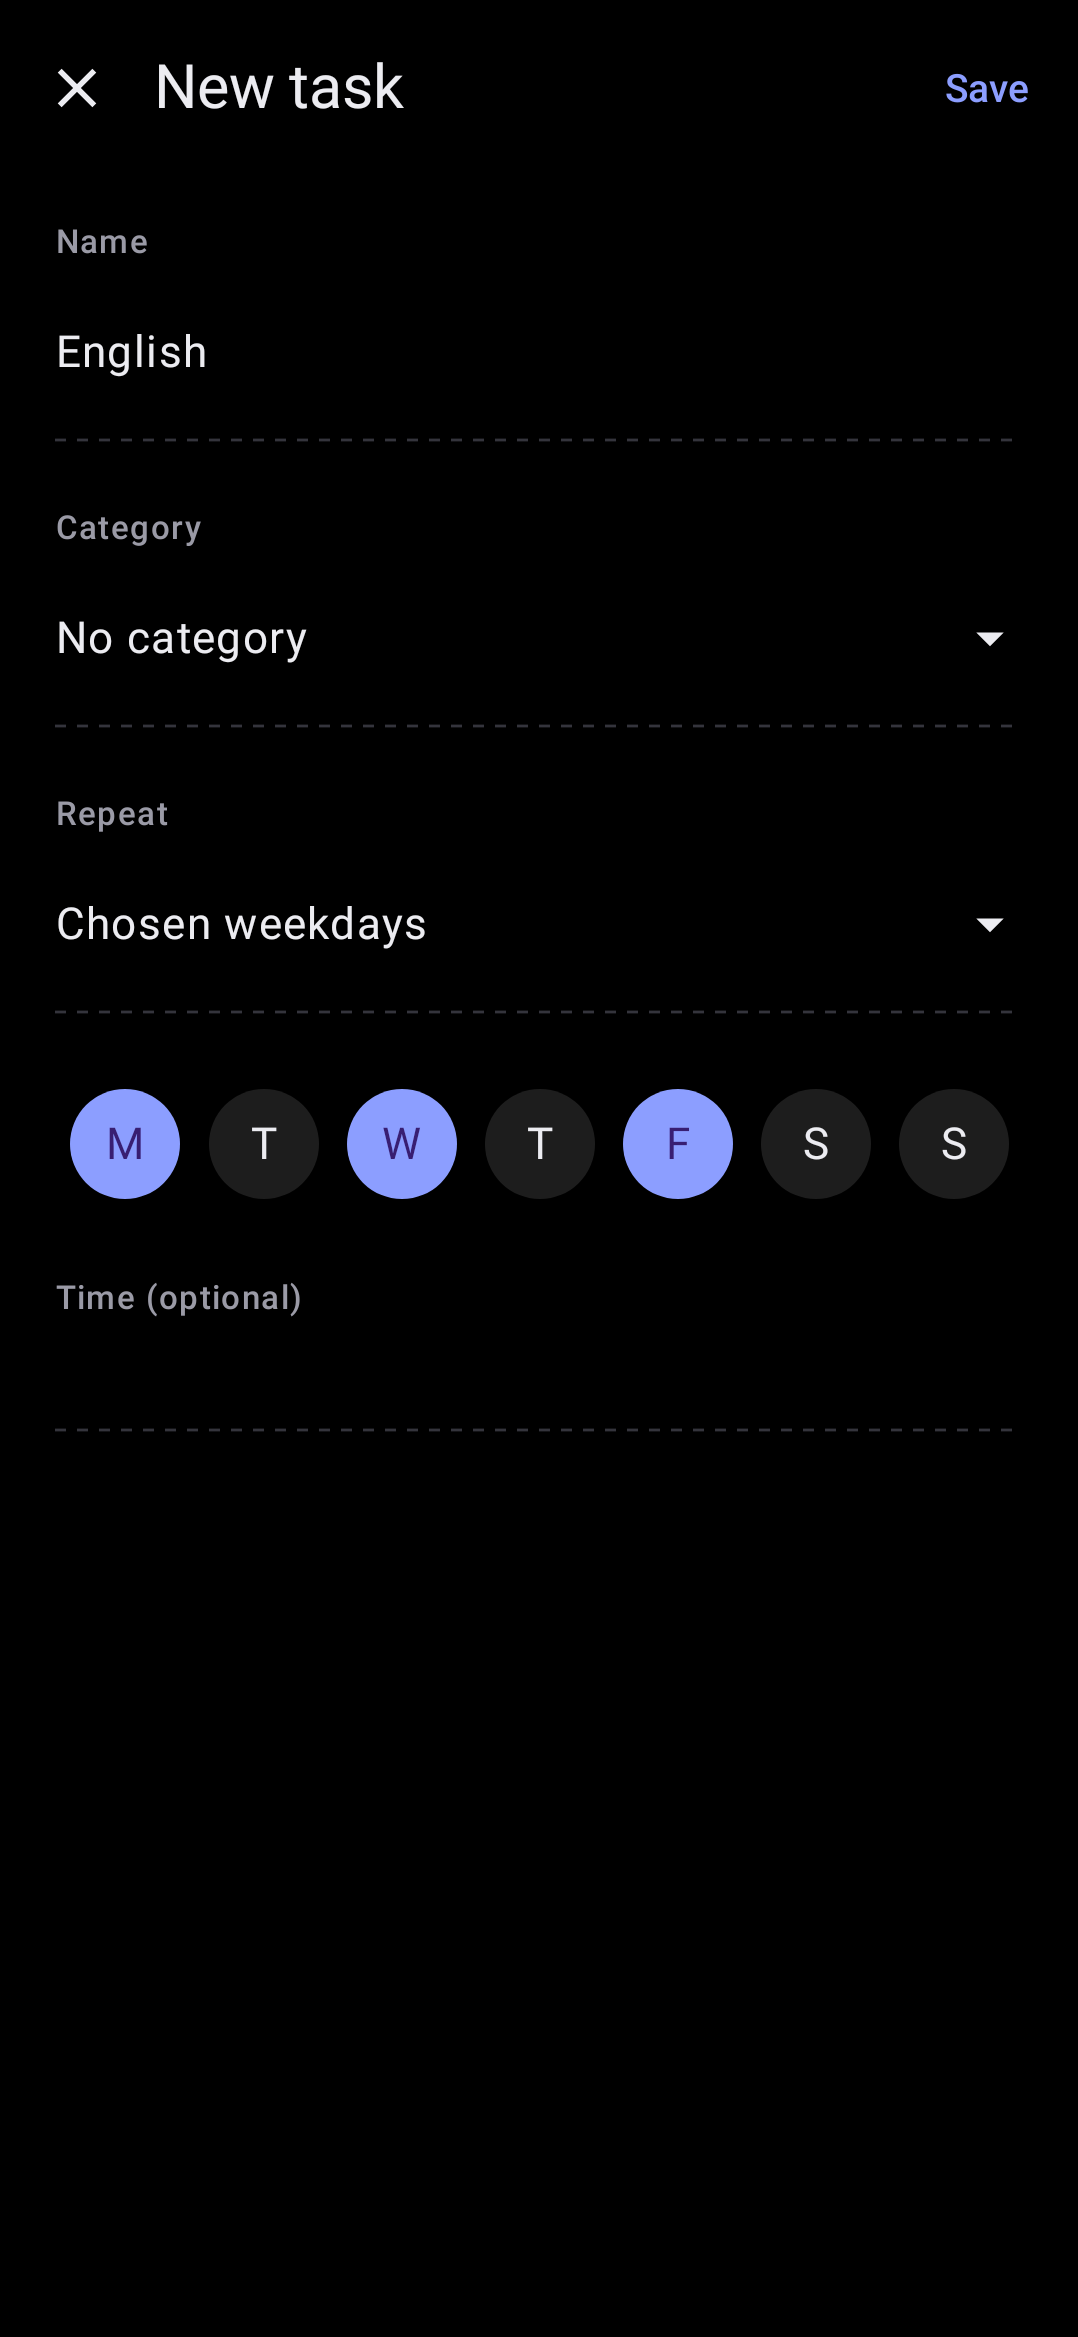 New task
Save
Name
English
Category
No category
Repeat
Chosen weekdays
M T W T F S S
Time (optional)